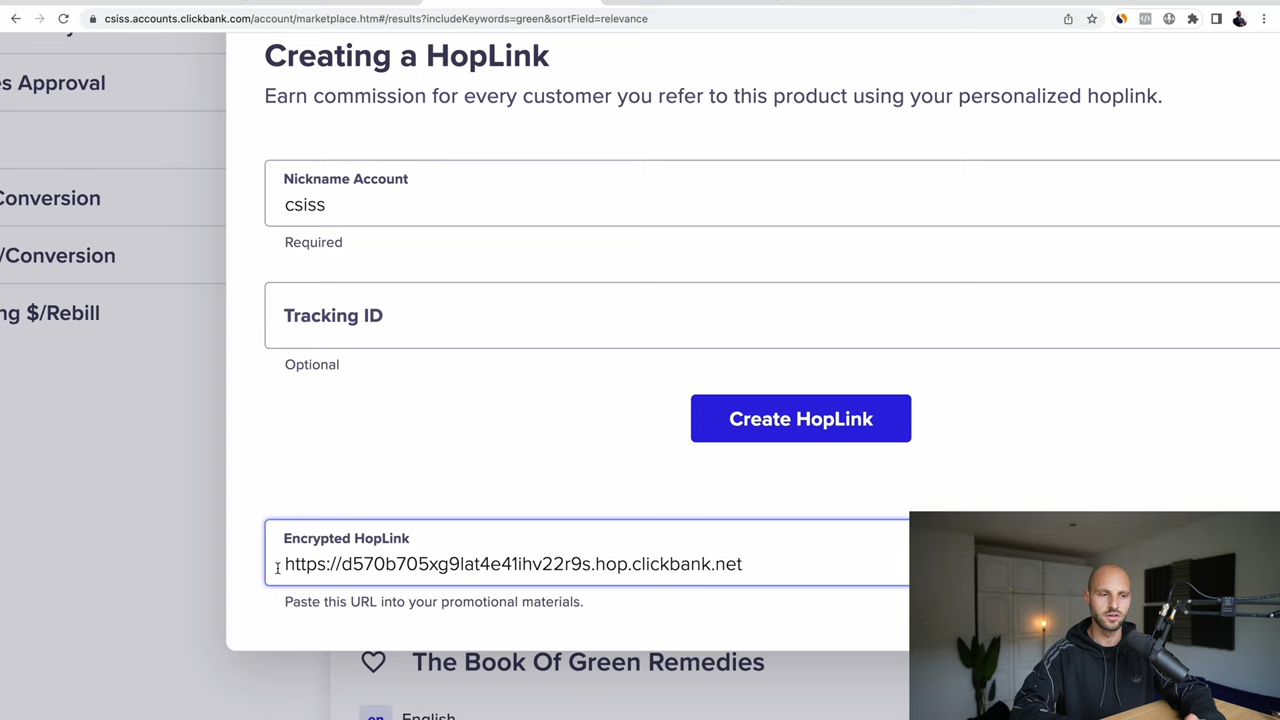 csiss.accounts.clickbank.com/account/marketplace.htm#/results?includeKeywords=green&sortField=relevance
Creating a HopLink
es Approval
Earn commission for every customer you refer to this product using your personalized hoplink.
Nickname Account
csiss
Conversion
Required
/Conversion
Tracking ID
ng $/Rebill
Optional
Create HopLink
Encrypted HopLink
https://d570b705xg9lat4e41ihv22r9s.hop.clickbank.net
Paste this URL into your promotional materials.
The Book Of Green Remedies
en English